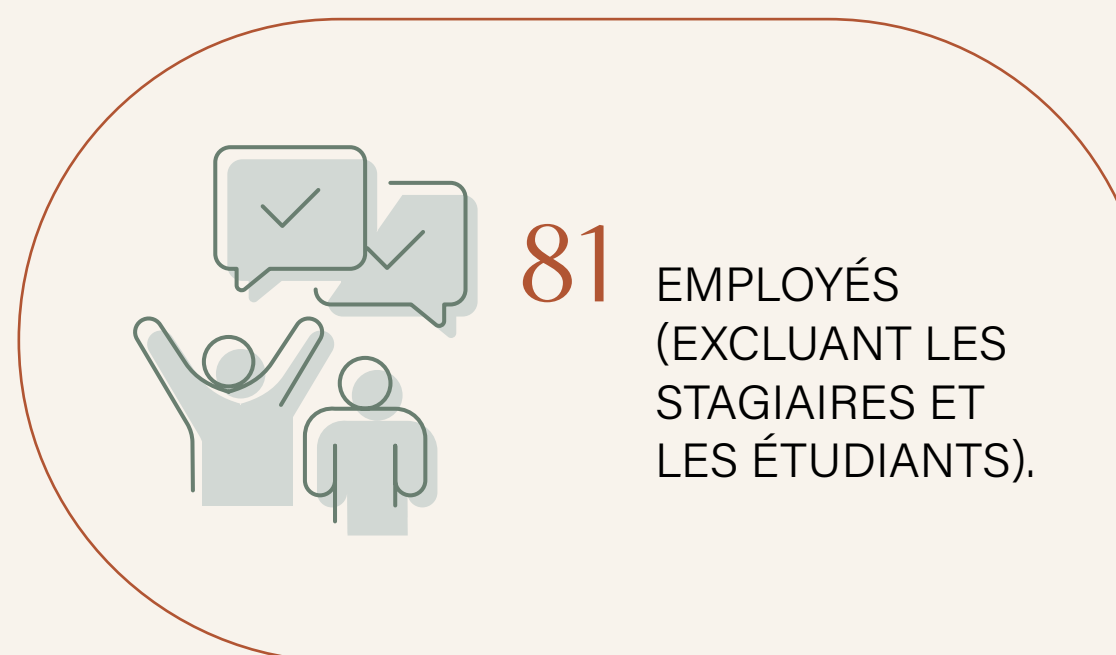 81 EMPLOYÉS
(EXCLUANT LES
STAGIAIRES ET
LES ÉTUDIANTS).